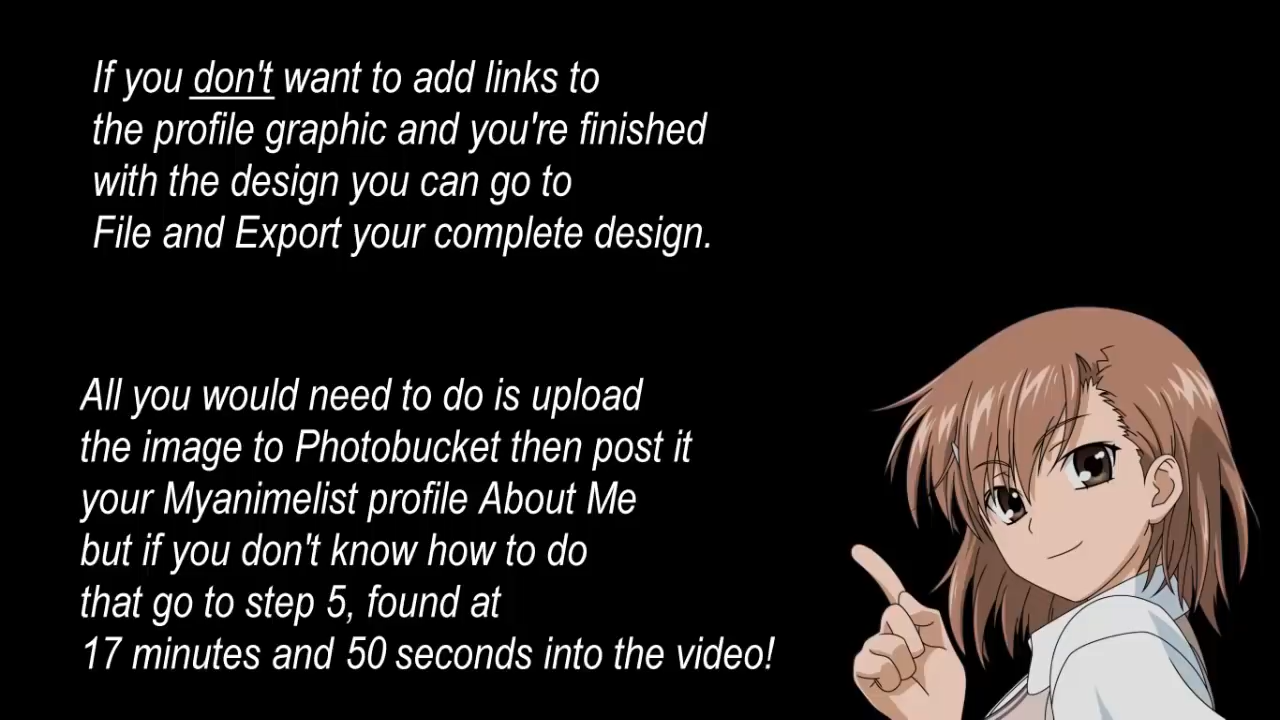 If you don't want to add links to
the profile graphic and you're finished
with the design you can go to
File and Export your complete design.
All you would need to do is upload
the image to Photobucket then post it
your Myanimelist profile About Me
but if you don't know how to do
that go to step 5, found at
17 minutes and 50 seconds into the video!